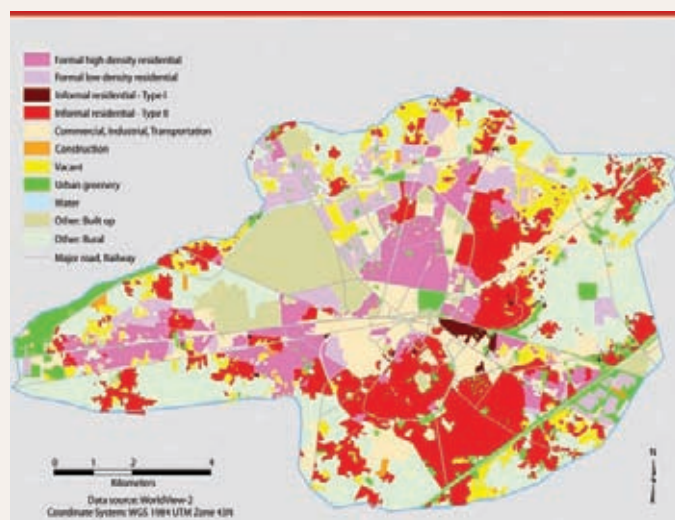 Formal high density residential
Formal low density residential
Informal residential - Type I
Informal residential - Type II
Commercial, Industrial, Transportation
Construction
Vacant
Urban greenery
Water
Other: Built up
Other: Rural
Major road, Railway
N
0 1 2 4
Kilometers
Data source: WorldView-2
Coordinate System: WGS 1984 UTM Zone 43N